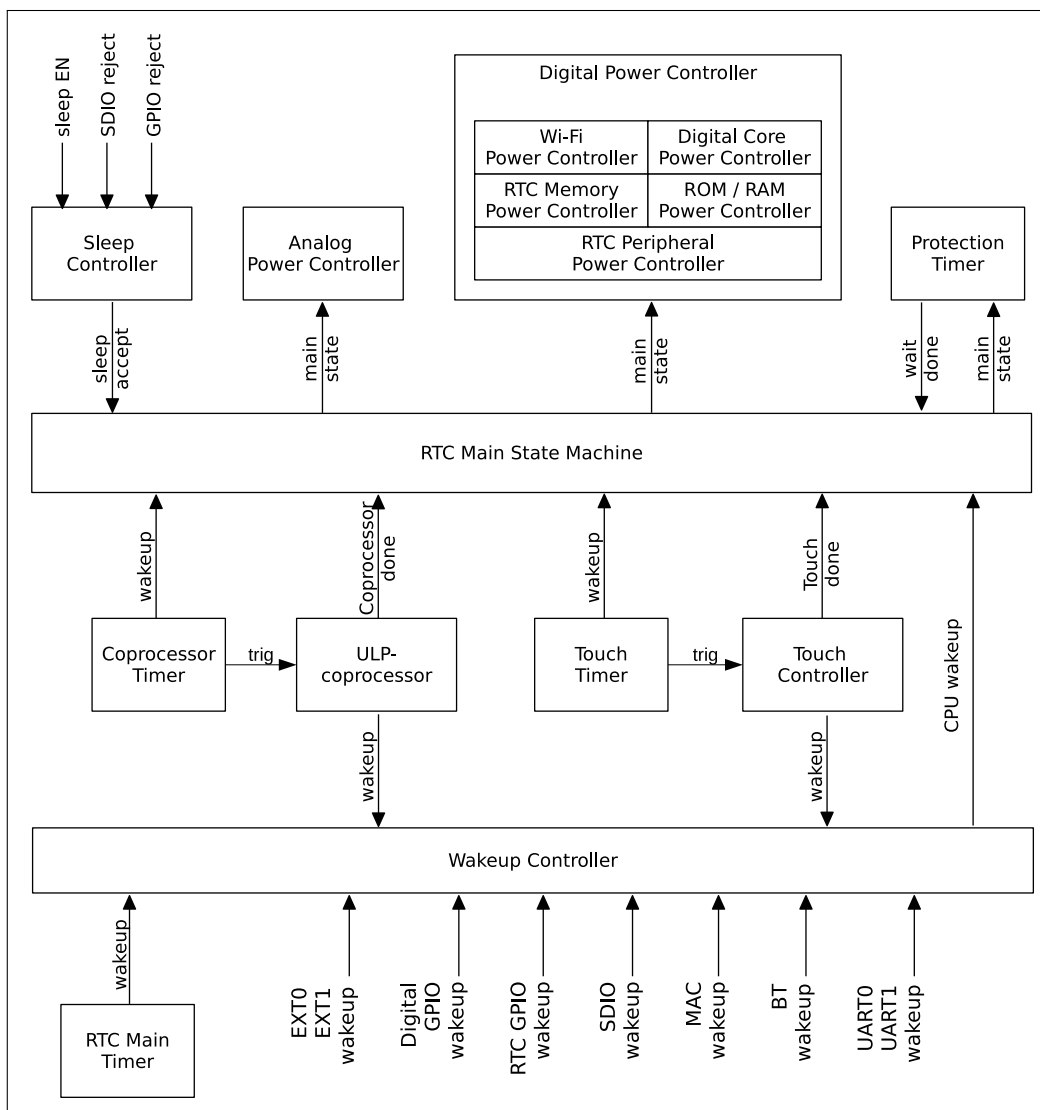 sleep EN
SDIO reject
GPIO reject
Digital Power Controller
Wi-Fi
Power Controller
Digital Core
Power Controller
RTC Memory
Power Controller
ROM / RAM
Power Controller
RTC Peripheral
Power Controller
Sleep
Controller
Analog
Power Controller
Protection
Timer
sleep
accept
main
state
main
state
wait
done
main
state
RTC Main State Machine
wakeup
Coprocessor
done
wakeup
Touch
done
CPU wakeup
Coprocessor
Timer
trig
ULP-
coprocessor
Touch
Timer
trig
Touch
Controller
wakeup
wakeup
Wakeup Controller
wakeup
EXT0
EXT1
wakeup
Digital
GPIO
wakeup
RTC GPIO
wakeup
SDIO
wakeup
MAC
wakeup
BT
wakeup
UART0
UART1
wakeup
RTC Main
Timer